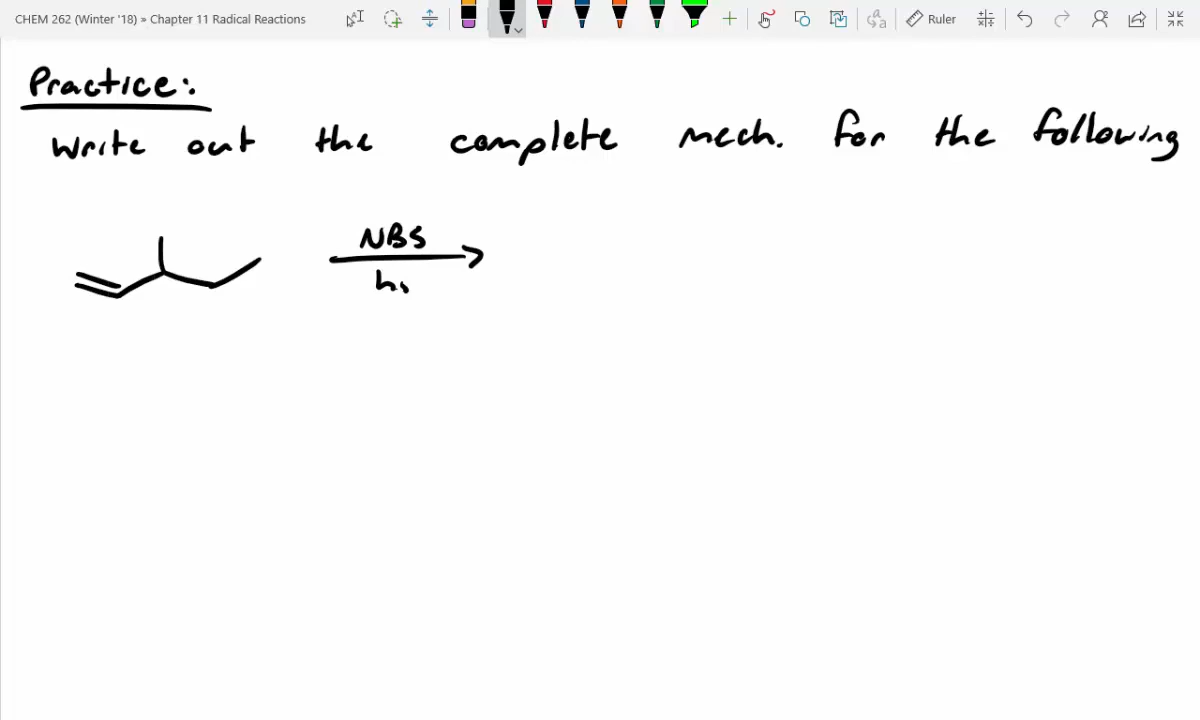 CHEM 262 (Winter '18) » Chapter 11 Radical Reactions
Ruler
Practice:
Write out the complete mech. for the following
NBS